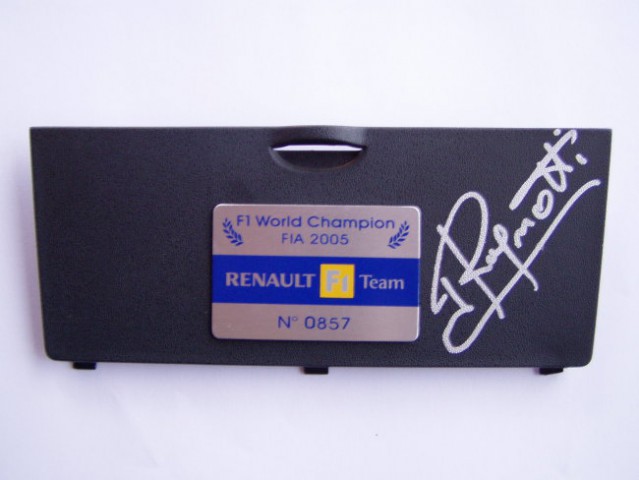 F1 World Champion
FIA 2005
RENAULT F1 Team
N° 0857